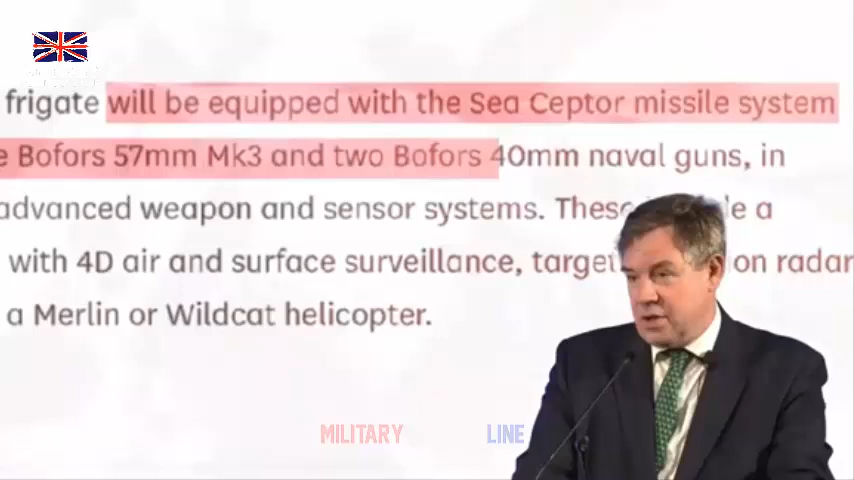 frigate will be equipped with the Sea Ceptor missile system
e Bofors 57mm Mk3 and two Bofors 40mm naval guns, in
advanced weapon and sensor systems. These a
with 4D air and surface surveillance, target on radar
a Merlin or Wildcat helicopter.
MILITARY LINE